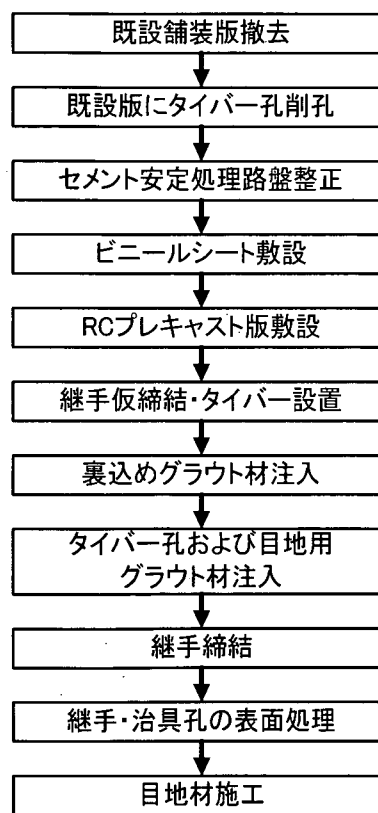 既設舗装版撤去
既設版にタイバー孔削孔
セメント安定処理路盤整正
ビニールシート敷設
RCプレキャスト版敷設
継手仮締結・タイバー設置
裏込めグラウト材注入
タイバー孔および目地用
グラウト材注入
継手締結
継手・治具孔の表面処理
目地材施工